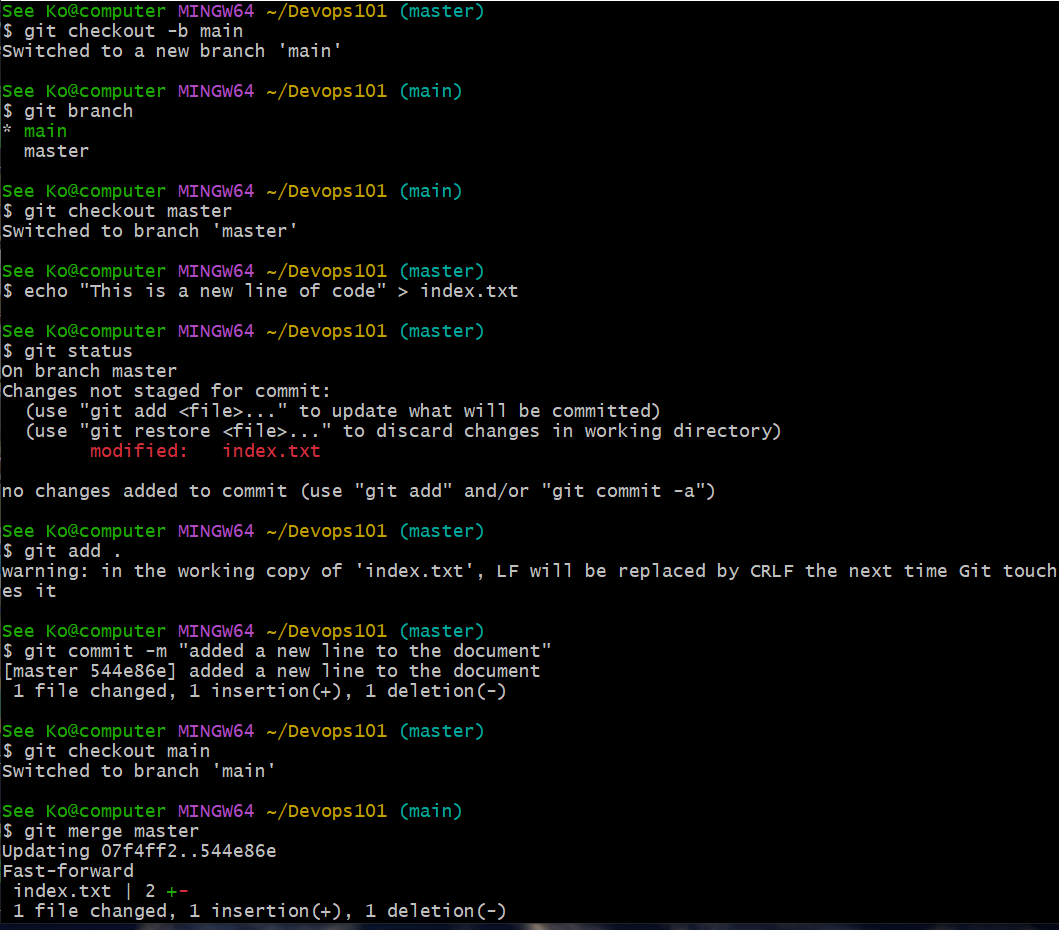 See Ko@computer MINGW64 ~/Devops101 (master)
$ git checkout -b main
Switched to a new branch 'main'

See Ko@computer MINGW64 ~/Devops101 (main)
$ git branch
* main
  master

See Ko@computer MINGW64 ~/Devops101 (main)
$ git checkout master
Switched to branch 'master'

See Ko@computer MINGW64 ~/Devops101 (master)
$ echo "This is a new line of code" > index.txt

See Ko@computer MINGW64 ~/Devops101 (master)
$ git status
On branch master
Changes not staged for commit:
  (use "git add <file>..." to update what will be committed)
  (use "git restore <file>..." to discard changes in working directory)
        modified:   index.txt

no changes added to commit (use "git add" and/or "git commit -a")

See Ko@computer MINGW64 ~/Devops101 (master)
$ git add .
warning: in the working copy of 'index.txt', LF will be replaced by CRLF the next time Git touch
es it

See Ko@computer MINGW64 ~/Devops101 (master)
$ git commit -m "added a new line to the document"
[master 544e86e] added a new line to the document
 1 file changed, 1 insertion(+), 1 deletion(-)

See Ko@computer MINGW64 ~/Devops101 (master)
$ git checkout main
Switched to branch 'main'

See Ko@computer MINGW64 ~/Devops101 (main)
$ git merge master
Updating 07f4ff2..544e86e
Fast-forward
 index.txt | 2 +-
 1 file changed, 1 insertion(+), 1 deletion(-)